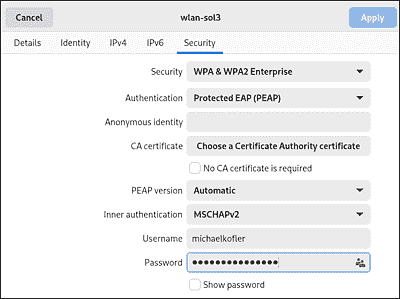 Cancel wlan-sol3 Apply
Details Identity IPv4 IPv6 Security
Security WPA & WPA2 Enterprise
Authentication Protected EAP (PEAP)
Anonymous identity
CA certificate Choose a Certificate Authority certificate
No CA certificate is required
PEAP version Automatic
Inner authentication MSCHAPv2
Username michaelkofler
Password ●●●●●●●●●●●●●●●
Show password